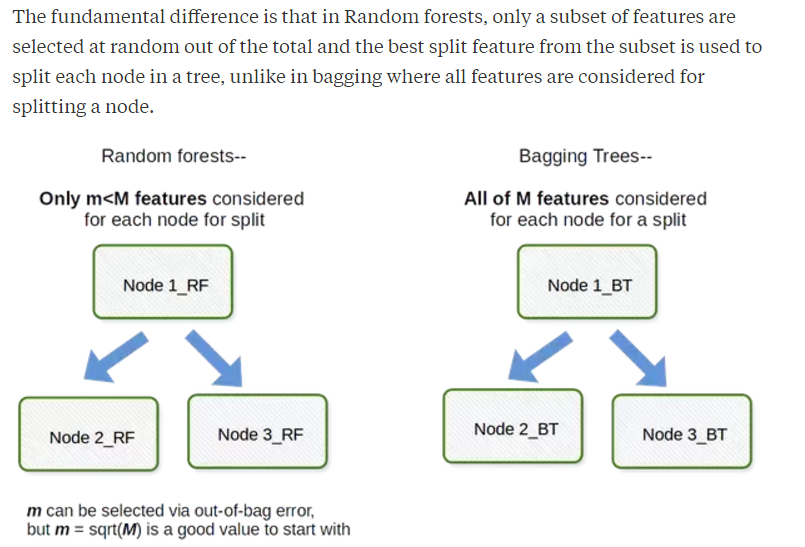 The fundamental difference is that in Random forests, only a subset of features are
selected at random out of the total and the best split feature from the subset is used to
split each node in a tree, unlike in bagging where all features are considered for
splitting a node.
Random forests--
Only m<M features considered
for each node for split
Node 1_RF
Node 2_RF
Node 3_RF
m can be selected via out-of-bag error,
but m = sqrt(M) is a good value to start with
Bagging Trees--
All of M features considered
for each node for a split
Node 1_BT
Node 2_BT
Node 3_BT